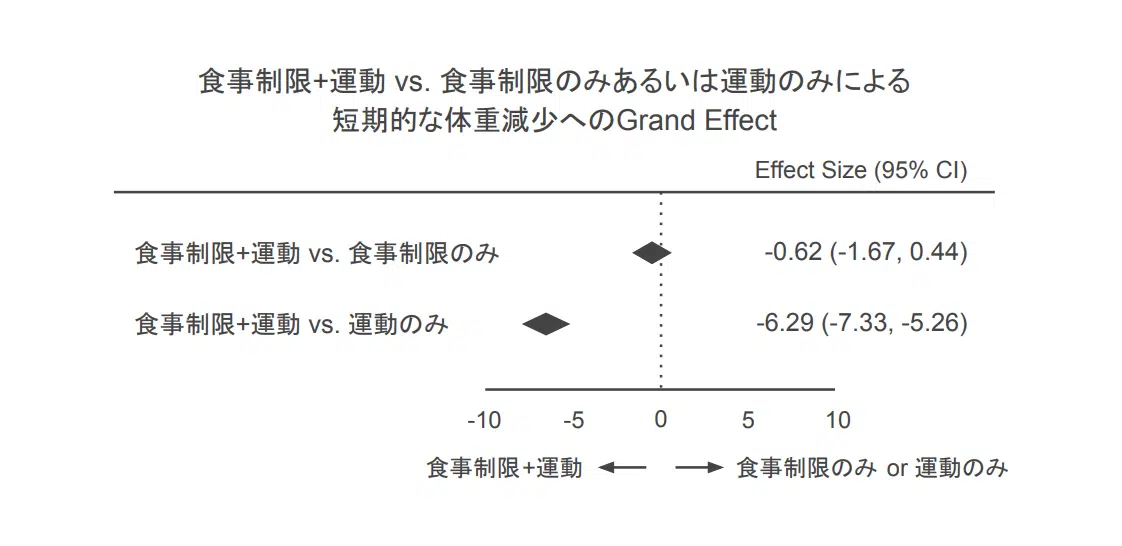 食事制限+運動 vs. 食事制限のみあるいは運動のみによる
短期的な体重減少へのGrand Effect
Effect Size (95% CI)
食事制限+運動 vs. 食事制限のみ -0.62 (-1.67, 0.44)
食事制限+運動 vs. 運動のみ -6.29 (-7.33, -5.26)
-10 -5 0 5 10
食事制限+運動 食事制限のみ or 運動のみ